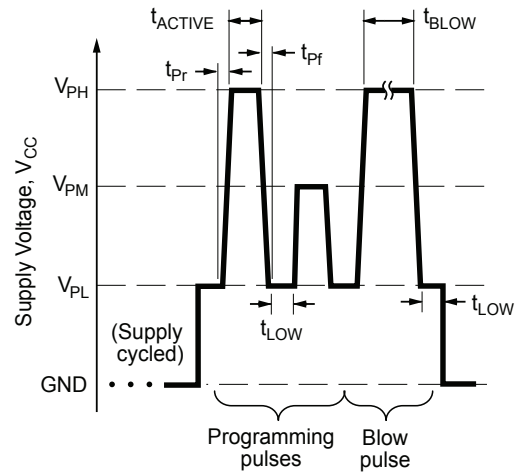 tACTIVE
tBLOW
tPr
tPf
VPH
VPM
VPL
GND
Supply Voltage, VCC
(Supply
cycled)
tLOW
tLOW
Programming
pulses
Blow
pulse